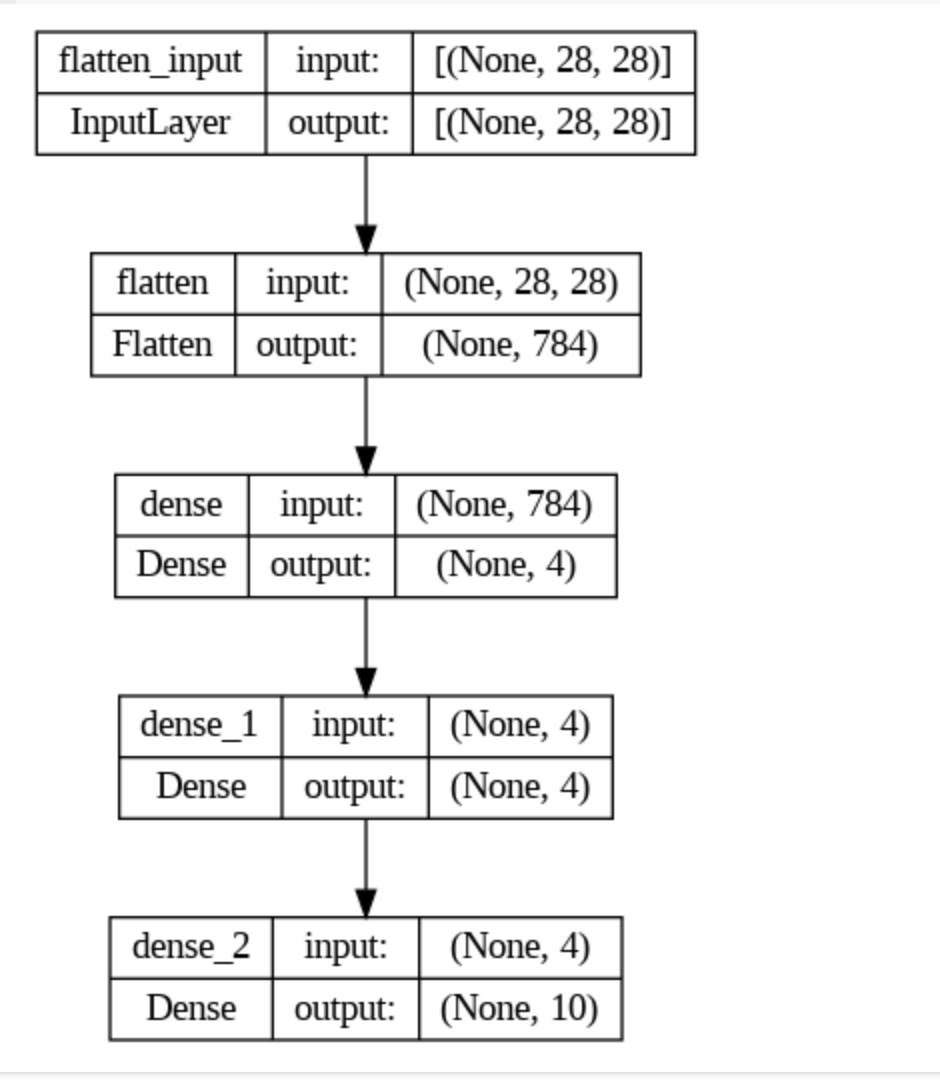 flatten_input input: [(None, 28, 28)]
InputLayer output: [(None, 28, 28)]
flatten input: (None, 28, 28)
Flatten output: (None, 784)
dense input: (None, 784)
Dense output: (None, 4)
dense_1 input: (None, 4)
Dense output: (None, 4)
dense_2 input: (None, 4)
Dense output: (None, 10)